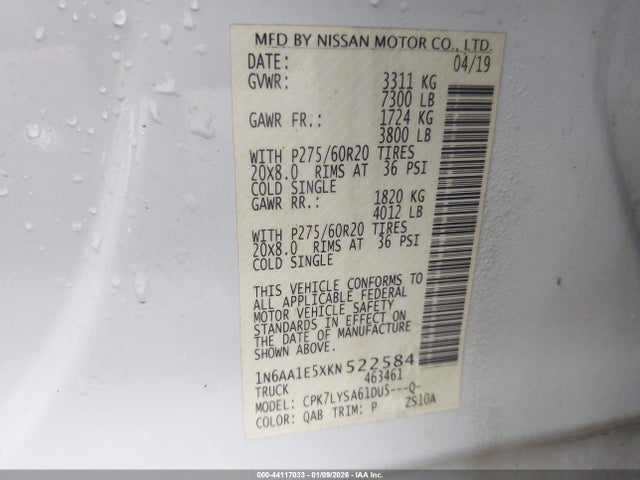 MFD BY NISSAN MOTOR CO., LTD.
DATE: 04/19
GVWR: 3311 KG
7300 LB
GAWR FR.: 1724 KG
3800 LB
WITH P275/60R20 TIRES
20X8.0 RIMS AT 36 PSI
COLD SINGLE
GAWR RR.: 1820 KG
4012 LB
WITH P275/60R20 TIRES
20X8.0 RIMS AT 36 PSI
COLD SINGLE
THIS VEHICLE CONFORMS TO
ALL APPLICABLE FEDERAL
MOTOR VEHICLE SAFETY
STANDARDS IN EFFECT ON
THE DATE OF MANUFACTURE
SHOWN ABOVE.
1N6AA1E5XKN522584
TRUCK 463461
MODEL: CPK7LYSA61DU5---Q-
COLOR: QAB TRIM: P ZS10A
000-44117033 — 01/09/2026 — IAA Inc.